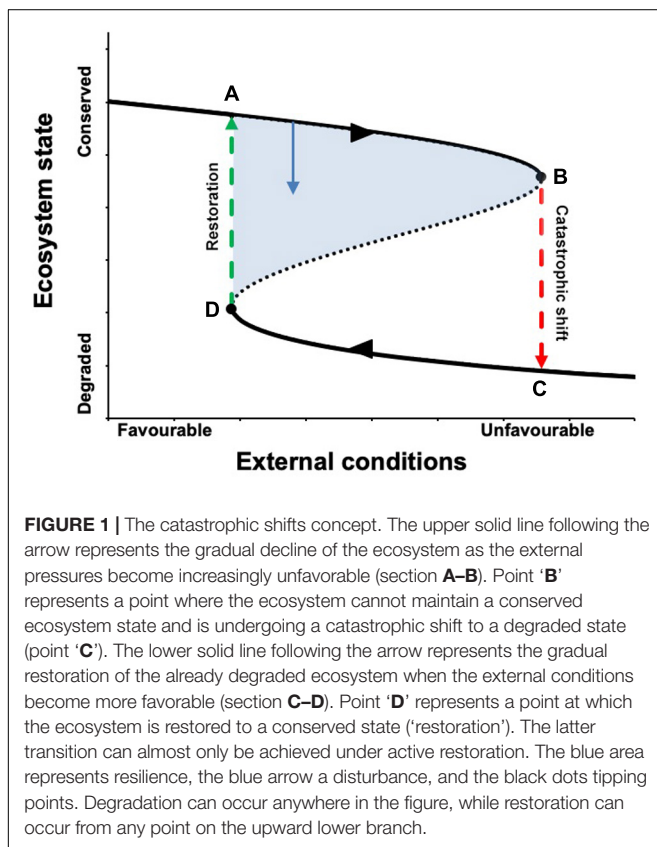 A
Conserved
B
Restoration
Catastrophic shift
Ecosystem state
D
Degraded
C
Favourable
Unfavourable
External conditions
FIGURE 1 | The catastrophic shifts concept. The upper solid line following the
arrow represents the gradual decline of the ecosystem as the external
pressures become increasingly unfavorable (section A–B). Point ‘B’
represents a point where the ecosystem cannot maintain a conserved
ecosystem state and is undergoing a catastrophic shift to a degraded state
(point ‘C’). The lower solid line following the arrow represents the gradual
restoration of the already degraded ecosystem when the external conditions
become more favorable (section C–D). Point ‘D’ represents a point at which
the ecosystem is restored to a conserved state (‘restoration’). The latter
transition can almost only be achieved under active restoration. The blue area
represents resilience, the blue arrow a disturbance, and the black dots tipping
points. Degradation can occur anywhere in the figure, while restoration can
occur from any point on the upward lower branch.